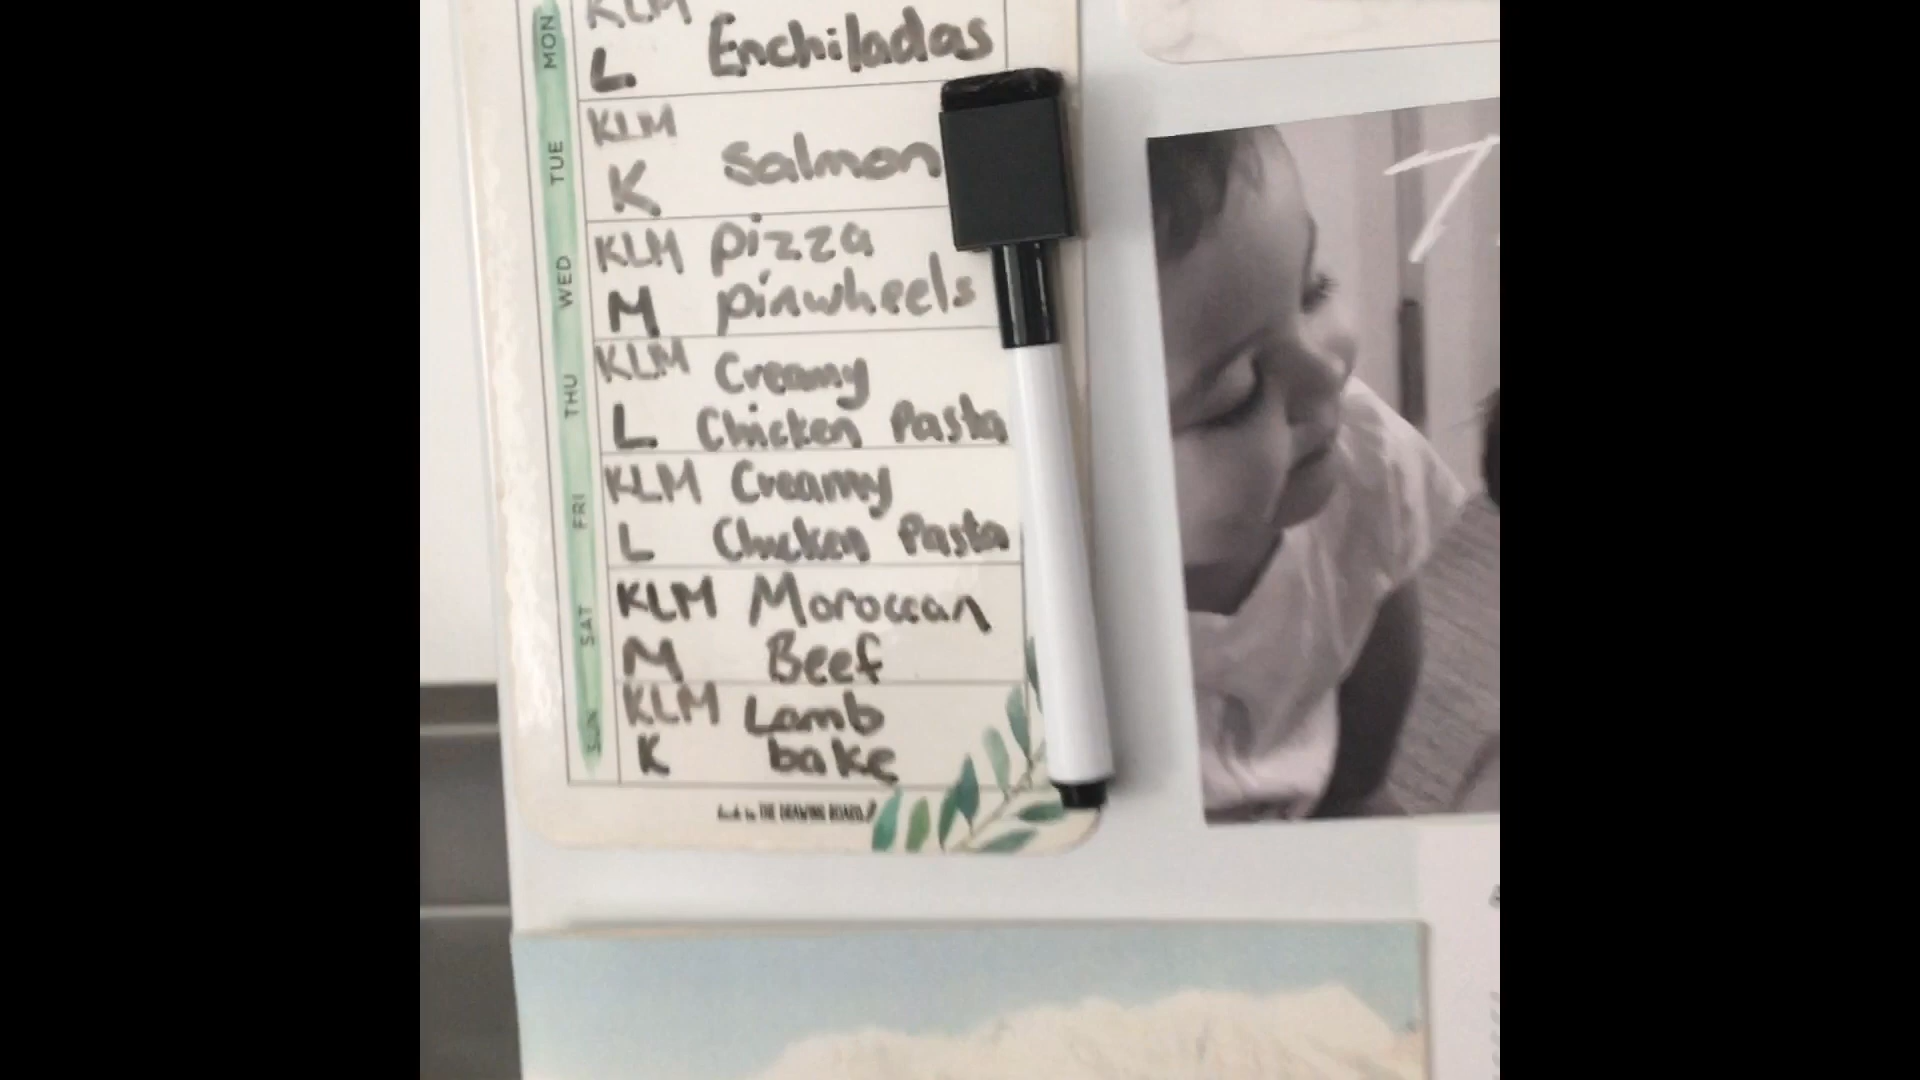 MON
KLM
L Enchiladas
TUE
KLM
K Salmon
WED
KLM pizza
M pinwheels
THU
KLM Creamy
L Chicken Pasta
FRI
KLM Creamy
L Chicken Pasta
SAT
KLM Moroccan
M Beef
SUN
KLM Lamb
K bake
THE DRAWING BOARD